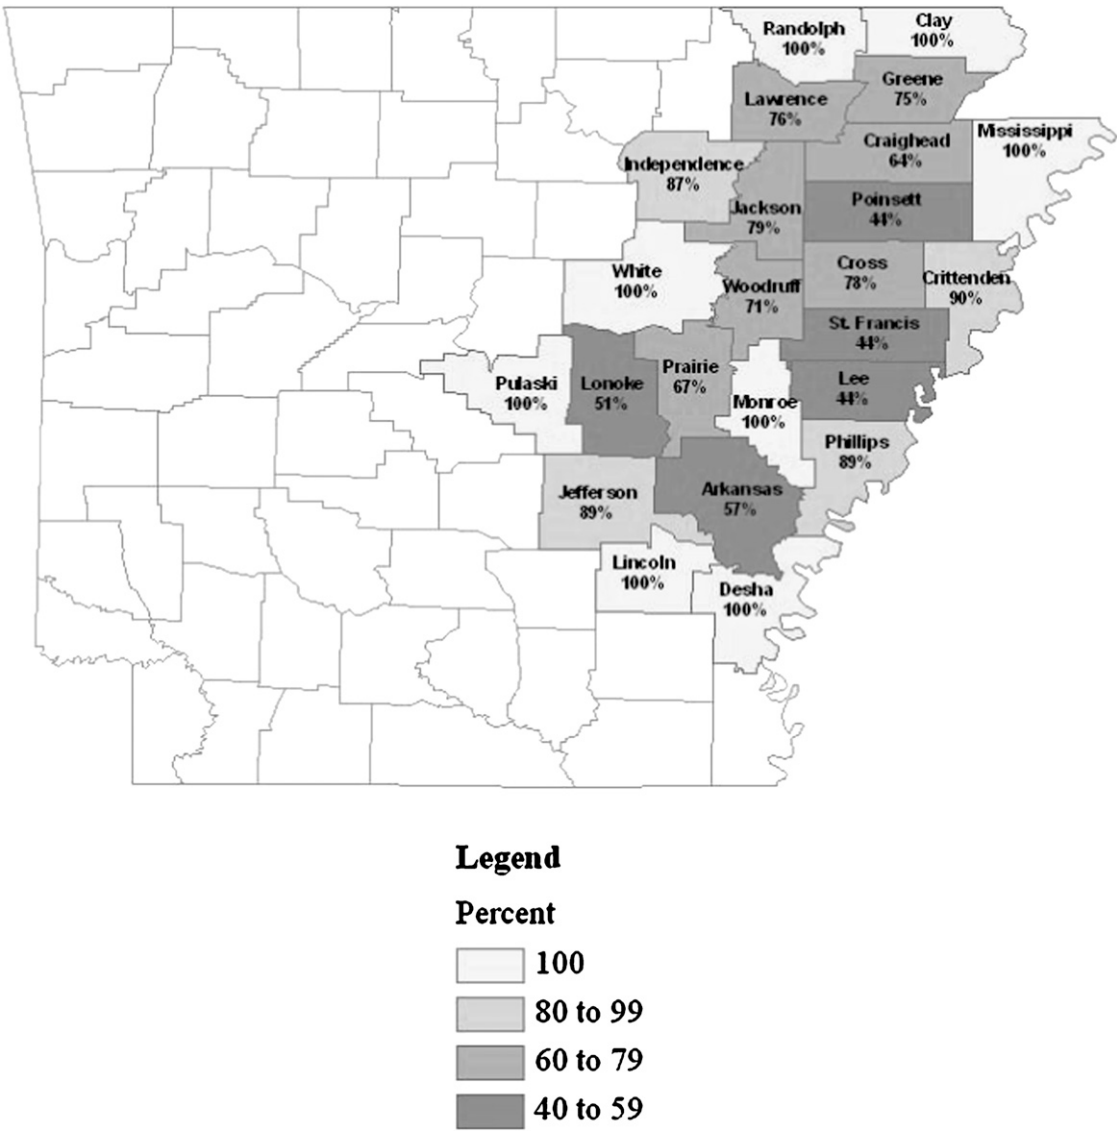 Randolph
100%
Clay
100%
Greene
75%
Lawrence
76%
Craighead
64%
Mississippi
100%
Independence
87%
Jackson
79%
Poinsett
44%
White
100%
Woodruff
71%
Cross
78%
Crittenden
90%
St. Francis
44%
Pulaski
100%
Lonoke
51%
Prairie
67%
Monroe
100%
Lee
44%
Phillips
89%
Jefferson
89%
Arkansas
57%
Lincoln
100%
Desha
100%
Legend
Percent
100
80 to 99
60 to 79
40 to 59